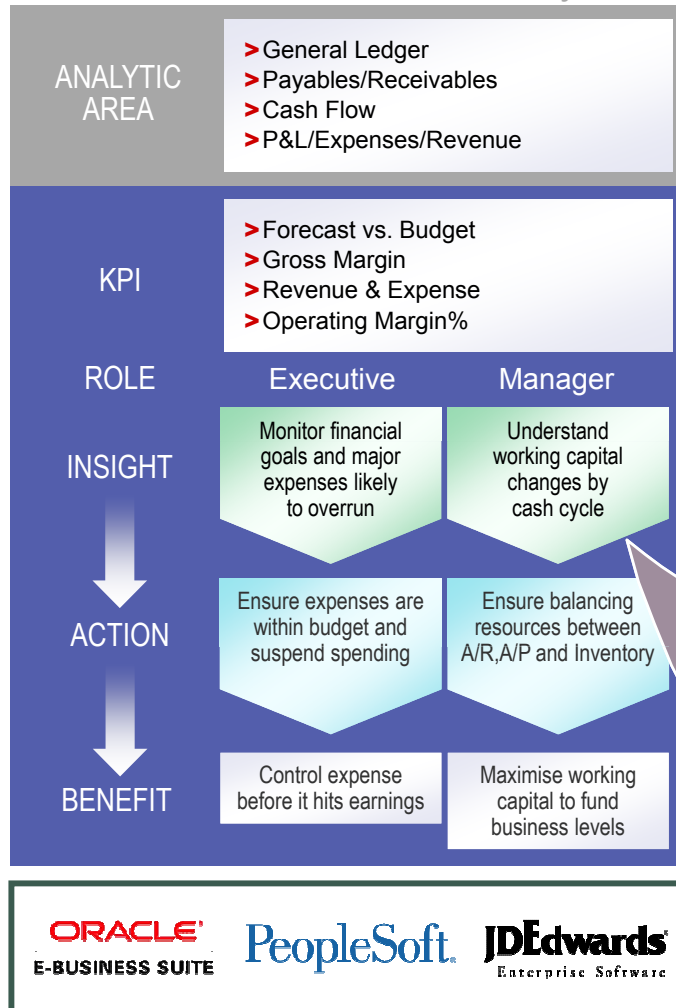 ANALYTIC
AREA
>General Ledger
>Payables/Receivables
>Cash Flow
>P&L/Expenses/Revenue
KPI
>Forecast vs. Budget
>Gross Margin
>Revenue & Expense
>Operating Margin%
ROLE
Executive
Manager
INSIGHT
Monitor financial
goals and major
expenses likely
to overrun
Understand
working capital
changes by
cash cycle
ACTION
Ensure expenses are
within budget and
suspend spending
Ensure balancing
resources between
A/R,A/P and Inventory
BENEFIT
Control expense
before it hits earnings
Maximise working
capital to fund
business levels
ORACLE
E-BUSINESS SUITE
PeopleSoft.
JDEdwards
Enterprise Software